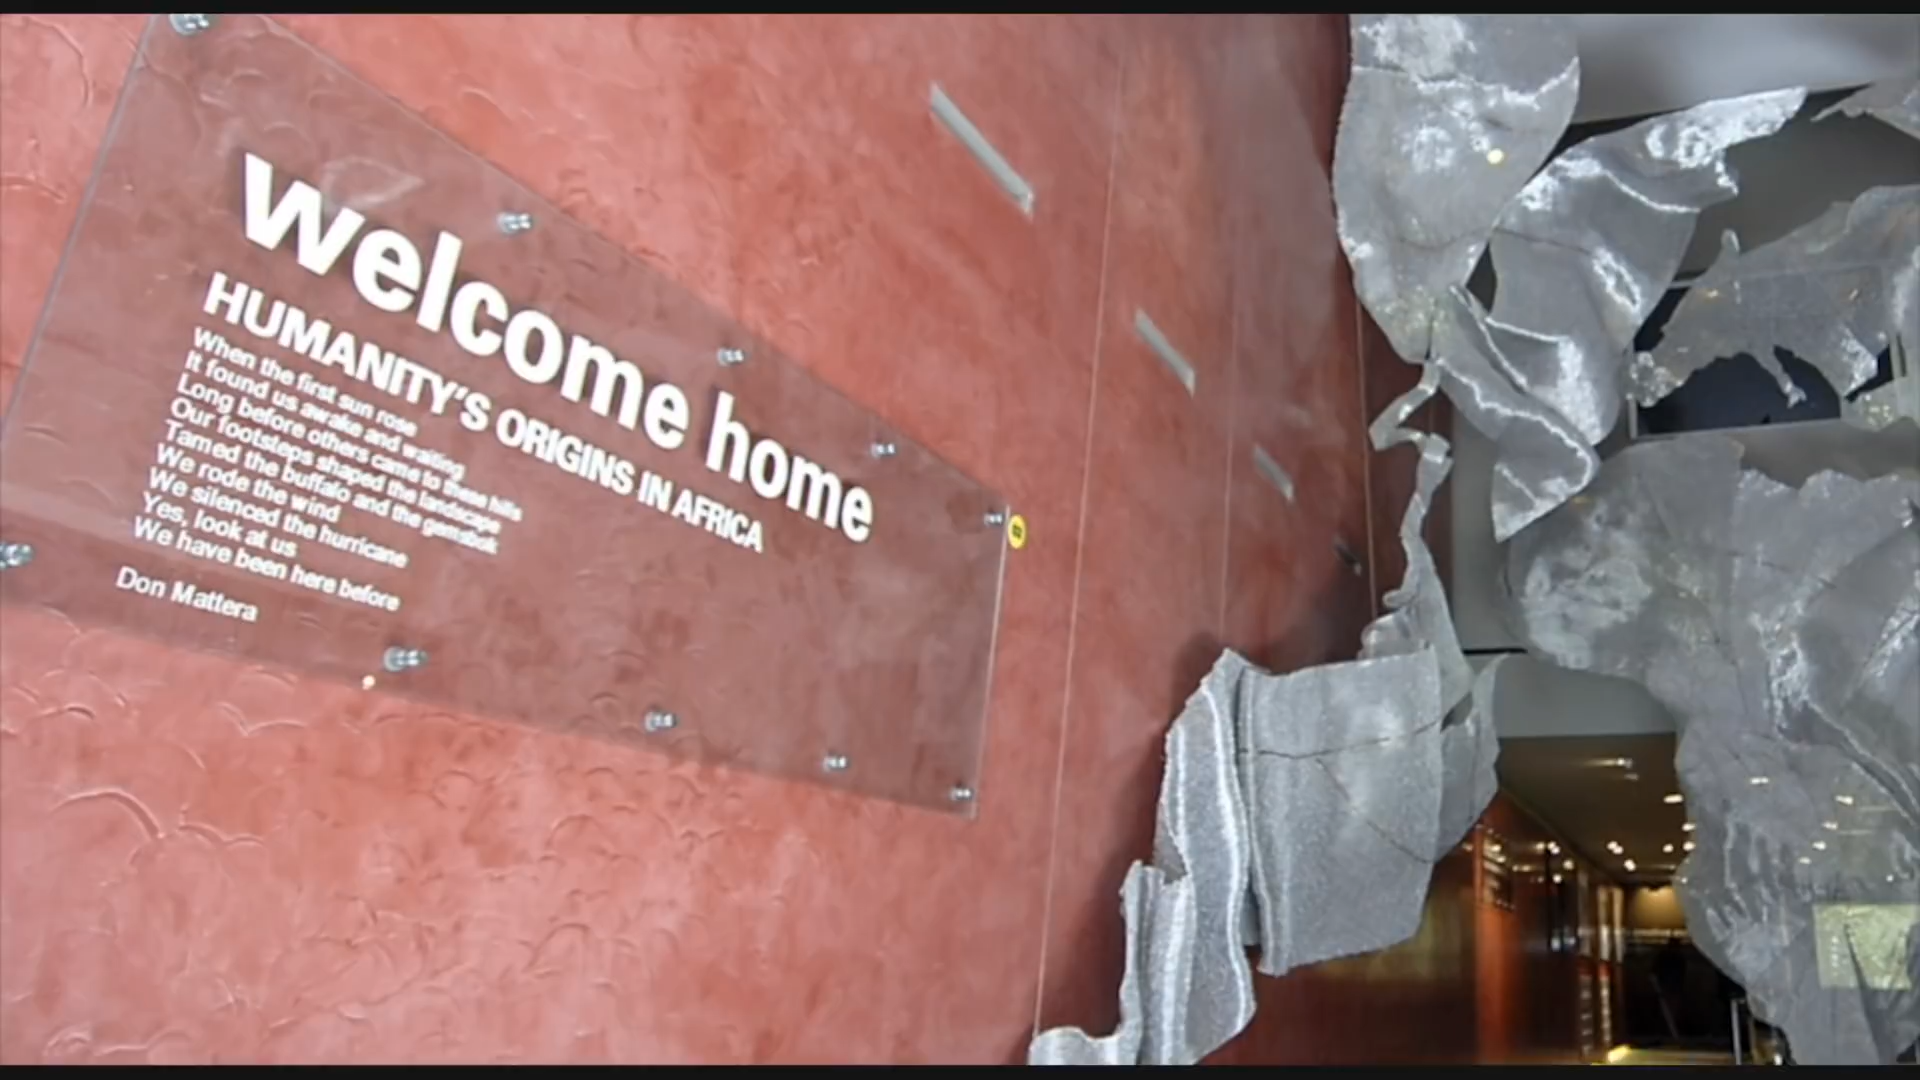 welcome home
HUMANITY'S ORIGINS IN AFRICA
When the first sun rose
It found us awake and waiting
Long before others came to these hills
Our footsteps shaped the landscape
Tamed the buffalo and the gemsbok
We rode the wind
We silenced the hurricane
Yes, look at us
We have been here before
Don Mattera